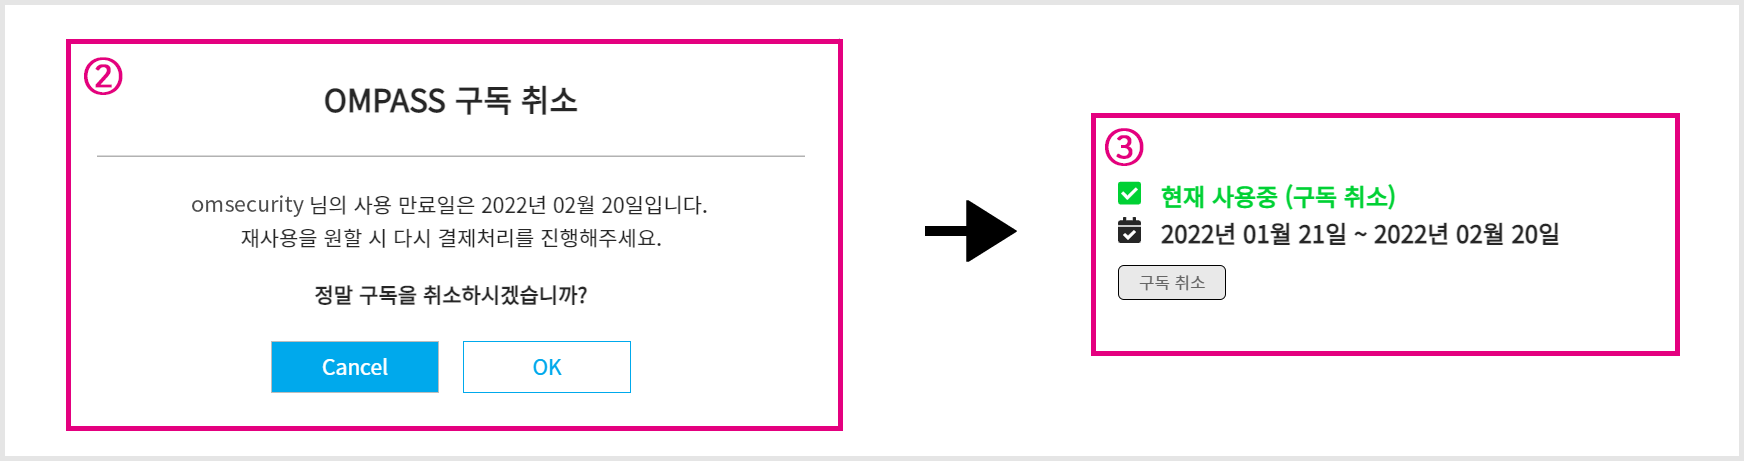 ②
OMPASS 구독 취소
omsecurity 님의 사용 만료일은 2022년 02월 20일입니다.
재사용을 원할 시 다시 결제처리를 진행해주세요.
정말 구독을 취소하시겠습니까?
Cancel OK
③
현재 사용중 (구독 취소)
2022년 01월 21일 ~ 2022년 02월 20일
구독 취소